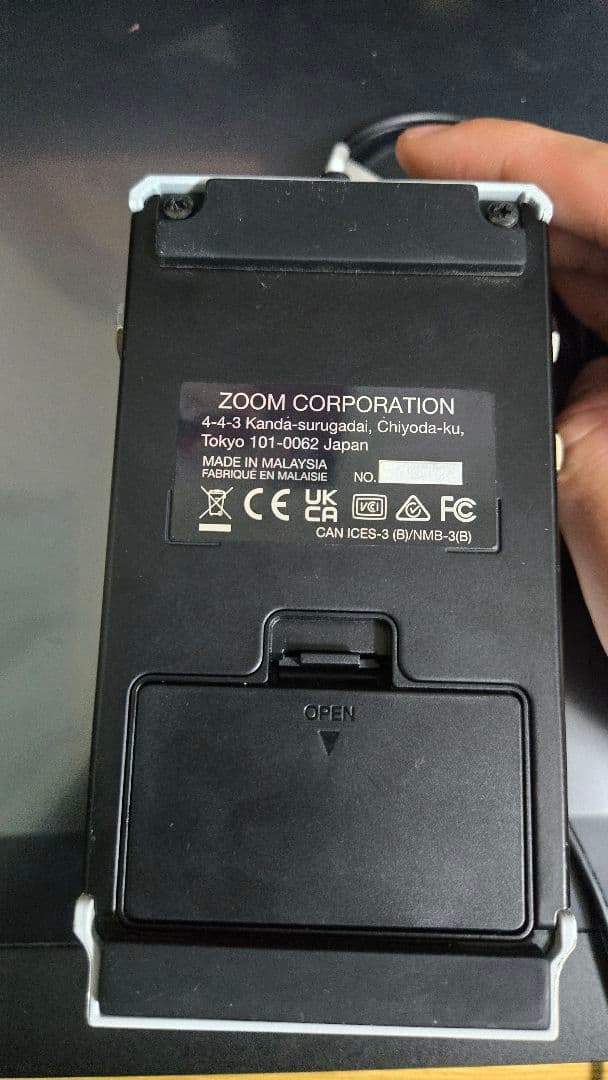 ZOOM CORPORATION
4-4-3 Kanda-surugadai, Chiyoda-ku,
Tokyo 101-0062 Japan
MADE IN MALAYSIA
FABRIQUÉ EN MALAISIE NO.
CE UK CA VCI FC
CAN ICES-3 (B)/NMB-3(B)
OPEN